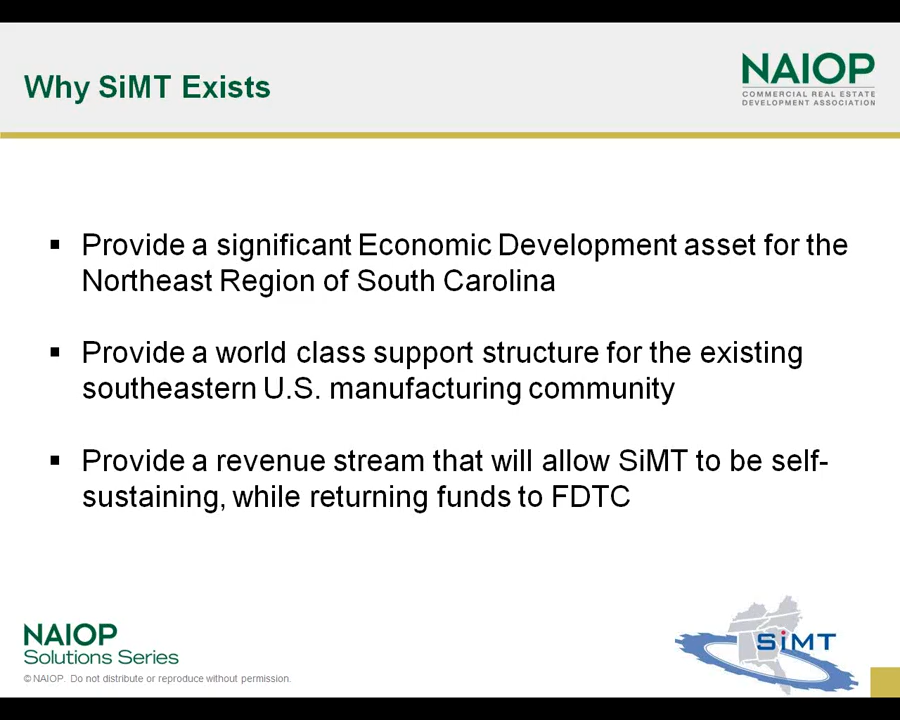 Why SiMT Exists
NAIOP
COMMERCIAL REAL ESTATE
DEVELOPMENT ASSOCIATION
▪ Provide a significant Economic Development asset for the
Northeast Region of South Carolina
▪ Provide a world class support structure for the existing
southeastern U.S. manufacturing community
▪ Provide a revenue stream that will allow SiMT to be self-
sustaining, while returning funds to FDTC
NAIOP
Solutions Series
© NAIOP. Do not distribute or reproduce without permission.
SiMT